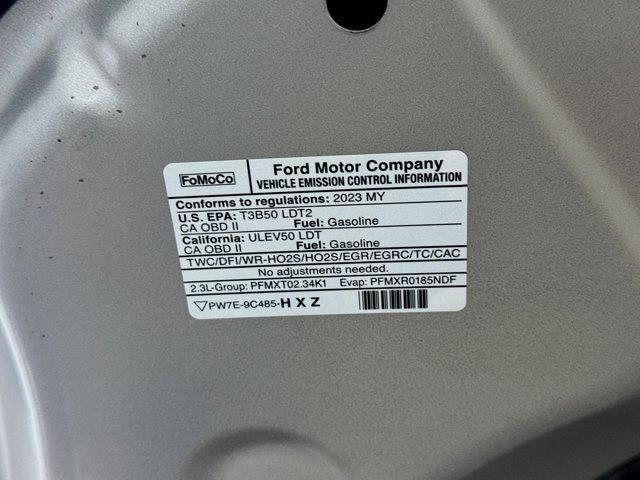 FoMoCo
Ford Motor Company
VEHICLE EMISSION CONTROL INFORMATION
Conforms to regulations: 2023 MY
U.S. EPA: T3B50 LDT2
CA OBD II Fuel: Gasoline
California: ULEV50 LDT
CA OBD II Fuel: Gasoline
TWC/DFI/WR-HO2S/HO2S/EGR/EGRC/TC/CAC
No adjustments needed.
2.3L-Group: PFMXT02.34K1 Evap: PFMXR0185NDF
PW7E-9C485-HXZ